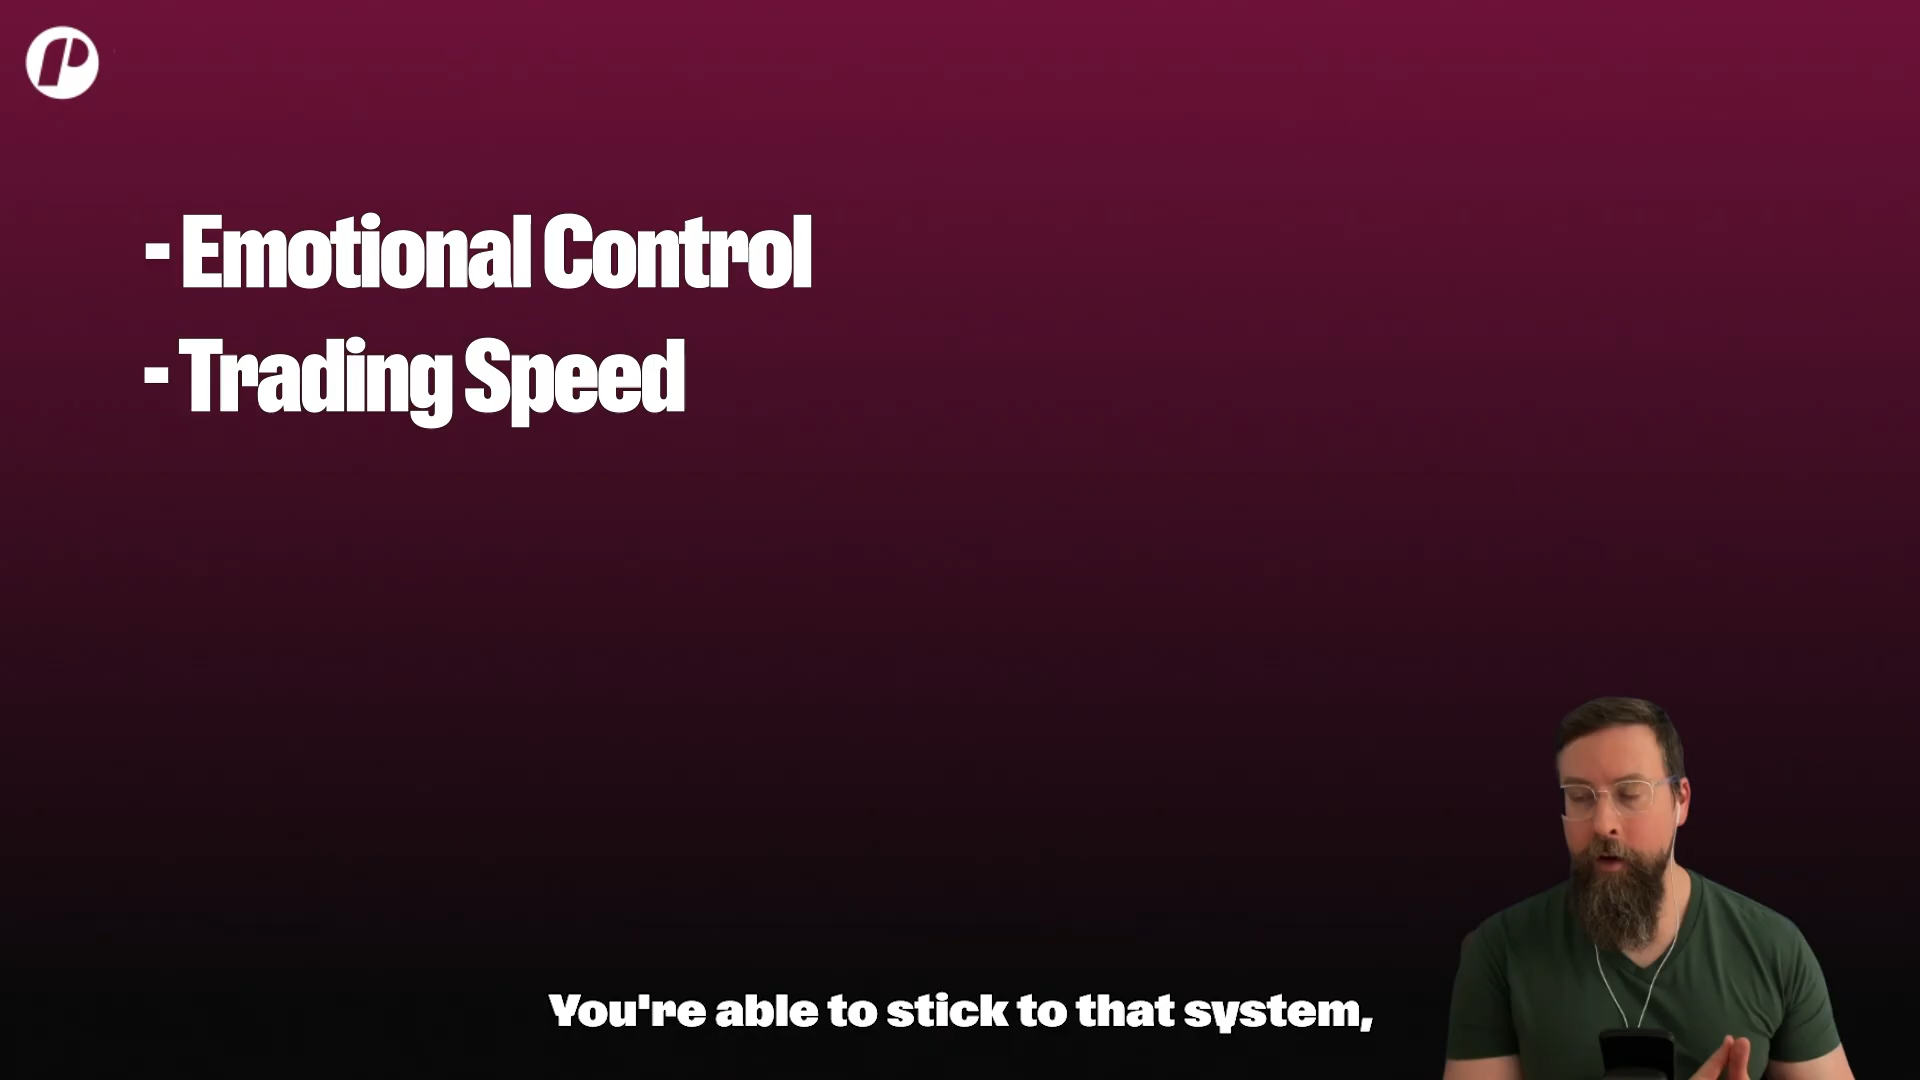 - Emotional Control
- Trading Speed
You're able to stick to that system,